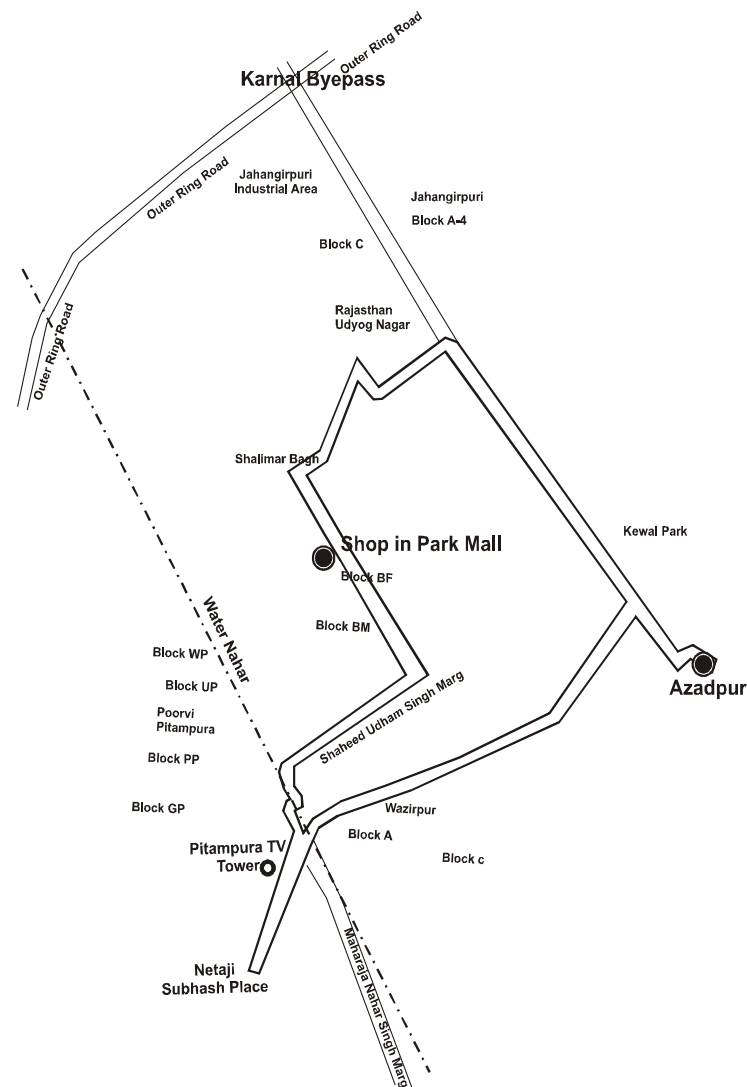 Outer Ring Road
Karnal Byepass
Jahangirpuri
Industrial Area
Outer Ring Road
Jahangirpuri
Block A-4
Block C
Rajasthan
Udyog Nagar
Outer Ring Road
Shalimar Bagh
Kewal Park
Shop in Park Mall
Block BF
Water Nahar
Block BM
Block WP
Block UP
Azadpur
Poorvi
Pitampura
Shaheed Udham Singh Marg
Block PP
Block GP
Wazirpur
Block A
Pitampura TV
Tower
Block c
Netaji
Subhash Place
Maharaja Nahar Singh Marg